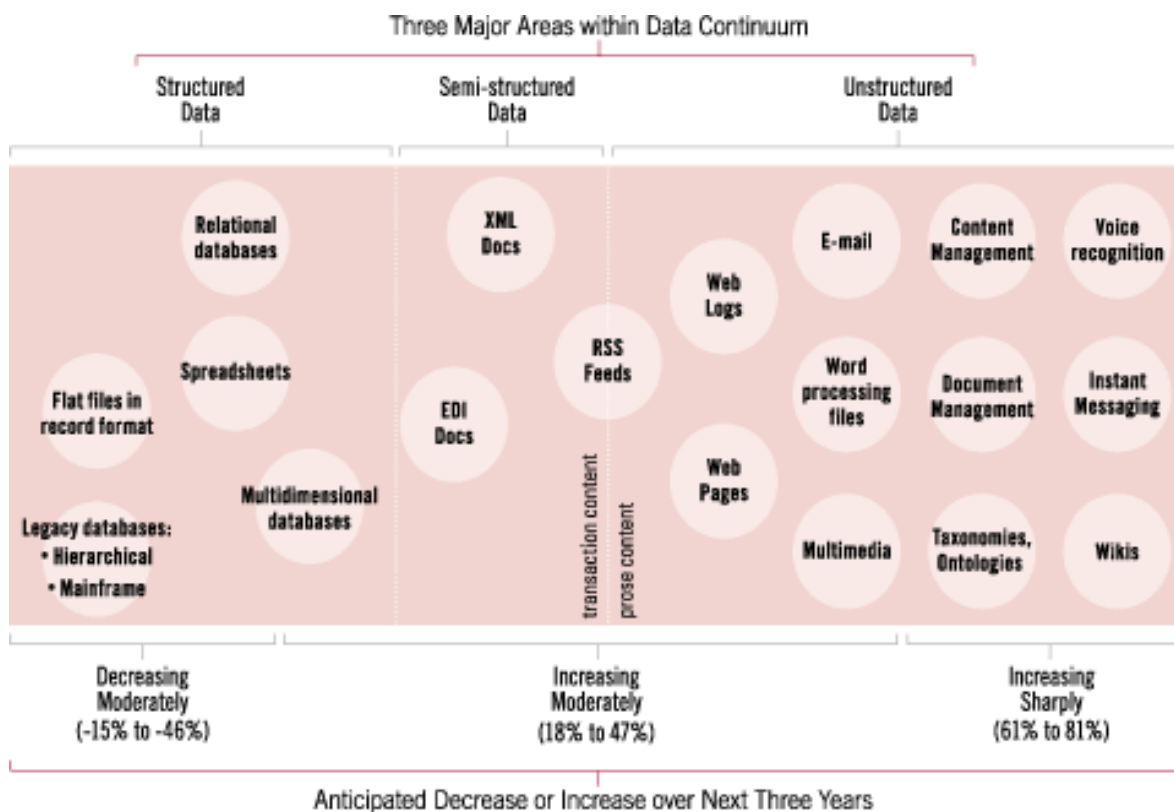 Three Major Areas within Data Continuum
Structured
Data
Semi-structured
Data
Unstructured
Data
Relational
databases
Spreadsheets
Flat files in
record format
Multidimensional
databases
Legacy databases:
• Hierarchical
• Mainframe
XML
Docs
RSS
Feeds
EDI
Docs
transaction content
prose content
Web
Logs
Web
Pages
E-mail
Word
processing
files
Multimedia
Content
Management
Document
Management
Taxonomies,
Ontologies
Voice
recognition
Instant
Messaging
Wikis
Decreasing
Moderately
(-15% to -46%)
Increasing
Moderately
(18% to 47%)
Increasing
Sharply
(61% to 81%)
Anticipated Decrease or Increase over Next Three Years